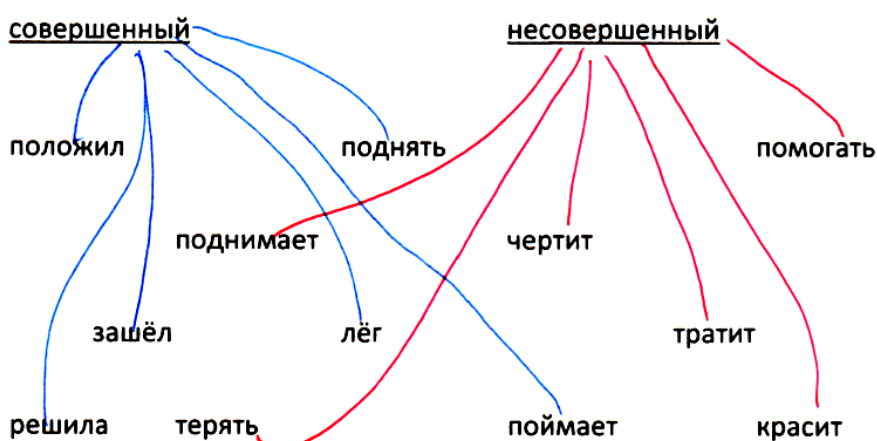 совершенный несовершенный
положил поднять помогать
поднимает чертит
зашёл лёг тратит
решила терять поймает красит